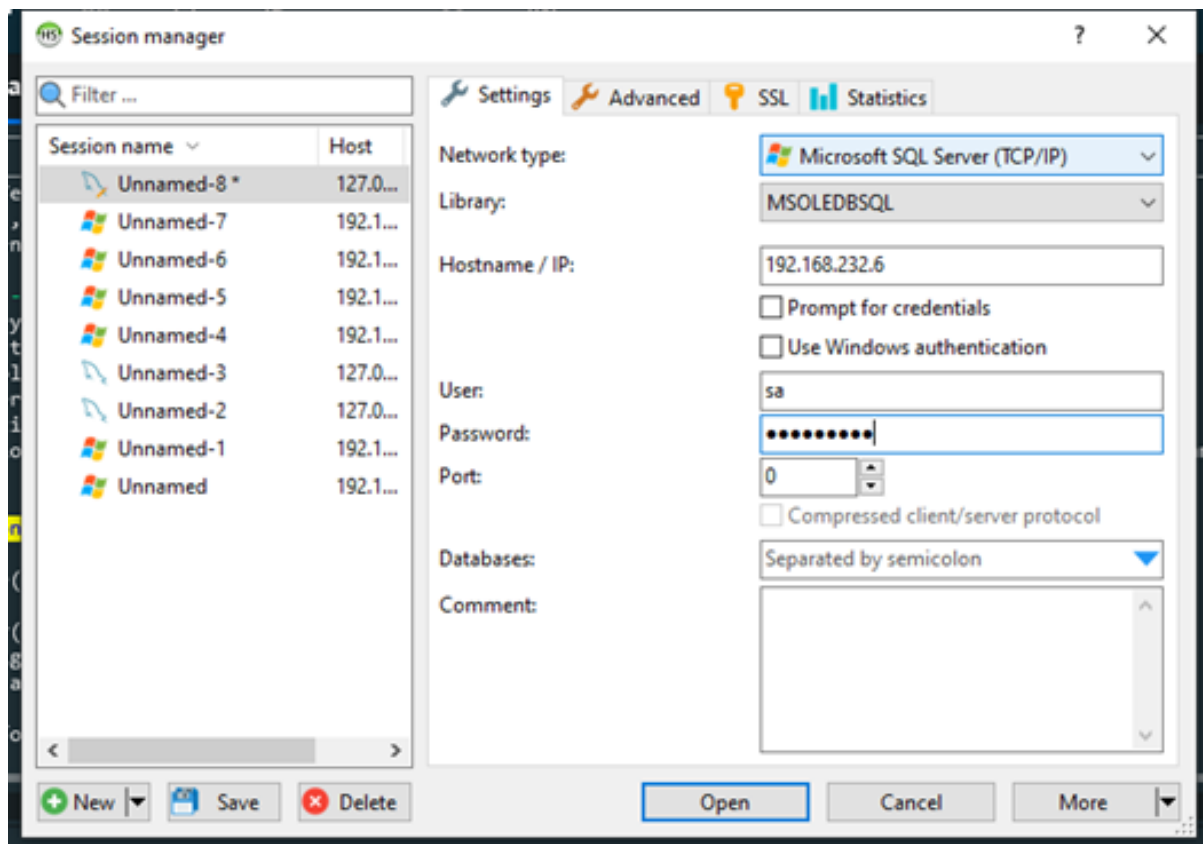 HS Session manager ?
Filter ...
Session name Host
Unnamed-8 * 127.0...
Unnamed-7 192.1...
Unnamed-6 192.1...
Unnamed-5 192.1...
Unnamed-4 192.1...
Unnamed-3 127.0...
Unnamed-2 127.0...
Unnamed-1 192.1...
Unnamed 192.1...
New Save Delete
Settings Advanced SSL Statistics
Network type: Microsoft SQL Server (TCP/IP)
Library: MSOLEDBSQL
Hostname / IP: 192.168.232.6
Prompt for credentials
Use Windows authentication
User: sa
Password: •••••••••
Port: 0
Compressed client/server protocol
Databases: Separated by semicolon
Comment:
Open Cancel More